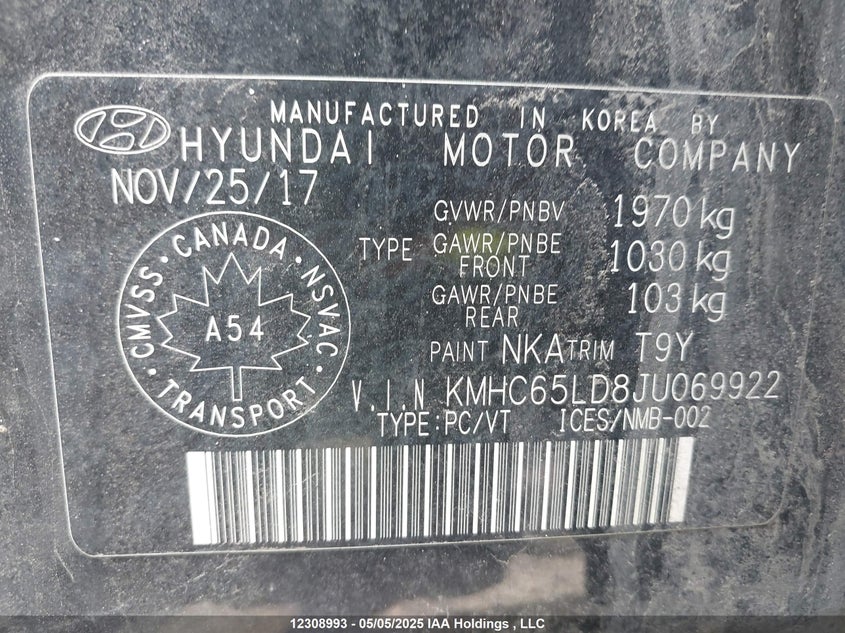 MANUFACTURED IN KOREA BY
HYUNDAI MOTOR COMPANY
NOV/25/17
GVWR/PNBV 1970 kg
TYPE GAWR/PNBE FRONT 1030 kg
GAWR/PNBE REAR 103 kg
PAINT NKA TRIM T9Y
CMVSS · CANADA · NSVAC · TRANSPORT ·
A54
V.I.N KMHC65LD8JU069922
TYPE:PC/VT ICES/NMB-002
12308993 - 05/05/2025 IAA Holdings , LLC